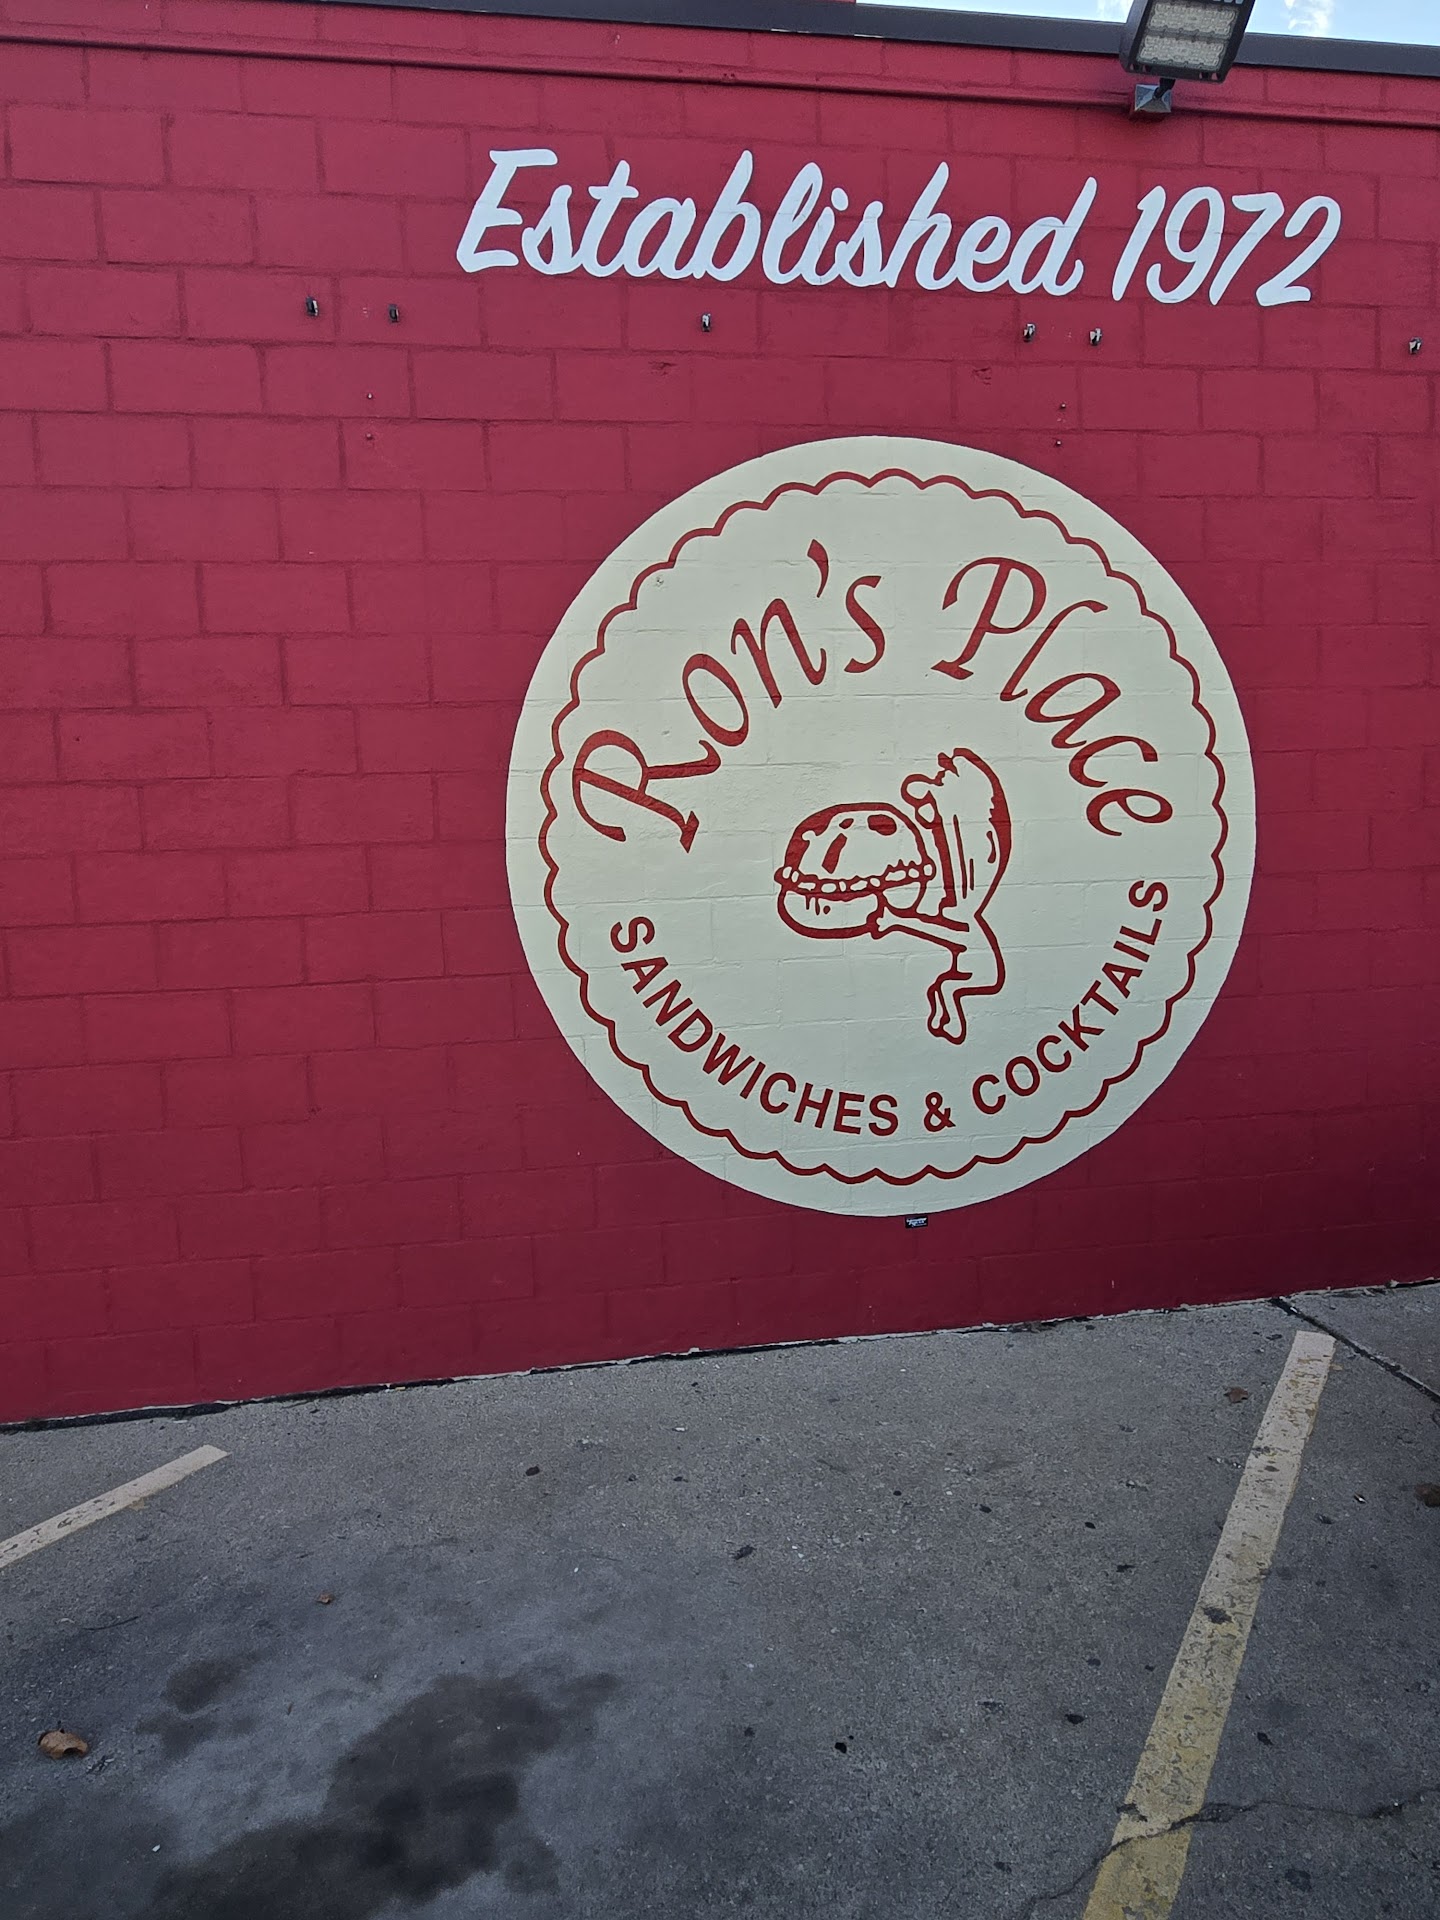 Established 1972
Ron's Place
SANDWICHES & COCKTAILS